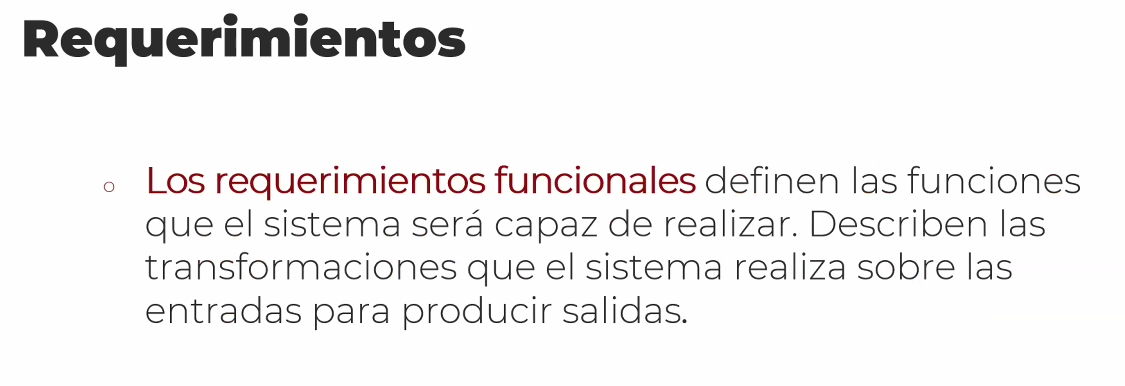 Requerimientos
○ Los requerimientos funcionales definen las funciones
que el sistema será capaz de realizar. Describen las
transformaciones que el sistema realiza sobre las
entradas para producir salidas.